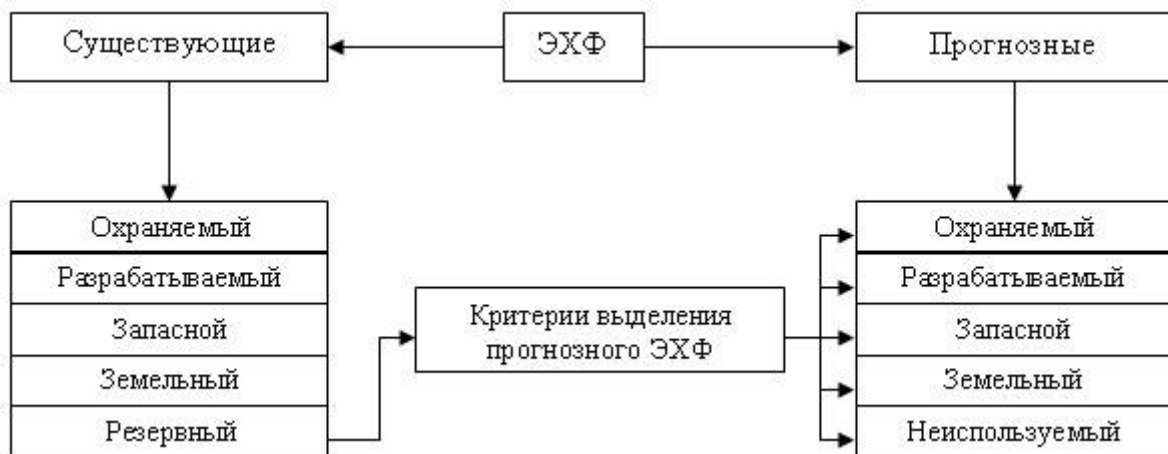 Существующие
ЭХФ
Прогнозные
Охраняемый
Разрабатываемый
Запасной
Земельный
Резервный
Критерии выделения
прогнозного ЭХФ
Охраняемый
Разрабатываемый
Запасной
Земельный
Неиспользуемый